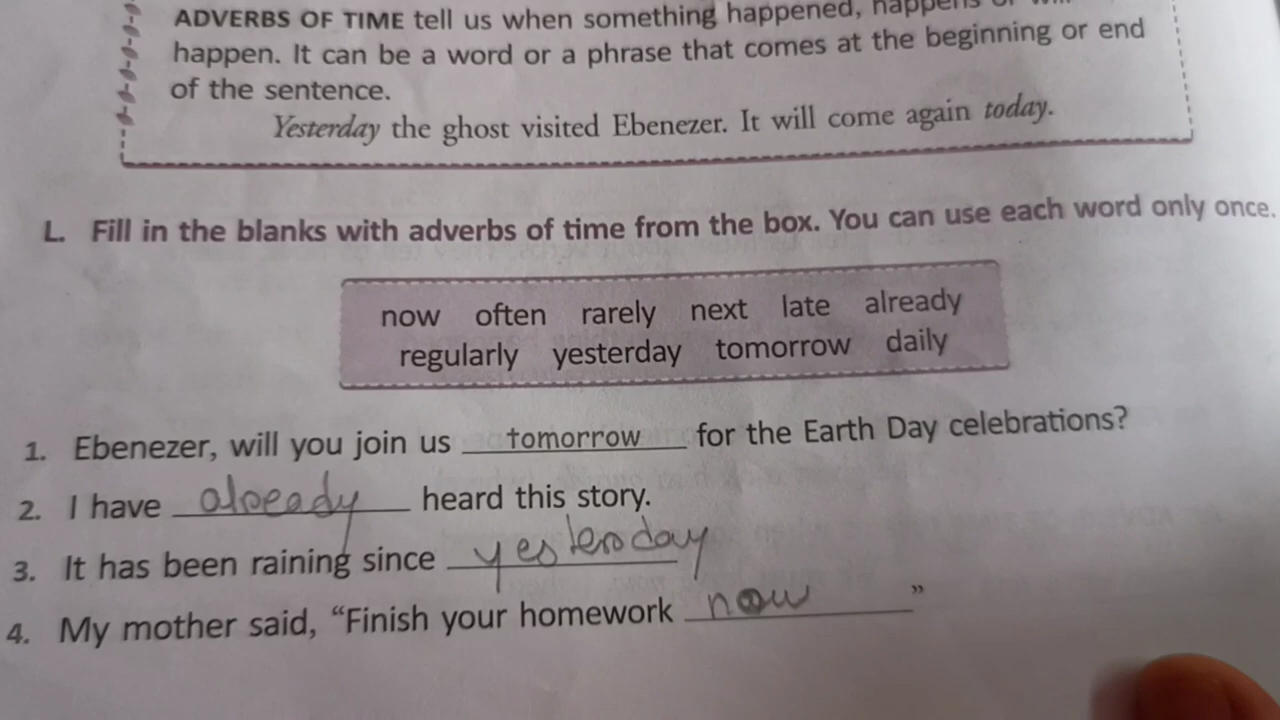 ADVERBS OF TIME tell us when something happened, happens or will
happen. It can be a word or a phrase that comes at the beginning or end
of the sentence.
Yesterday the ghost visited Ebenezer. It will come again today.
L. Fill in the blanks with adverbs of time from the box. You can use each word only once.
now often rarely next late already
regularly yesterday tomorrow daily
1. Ebenezer, will you join us tomorrow for the Earth Day celebrations?
2. I have already heard this story.
3. It has been raining since yesterday
4. My mother said, “Finish your homework now ”